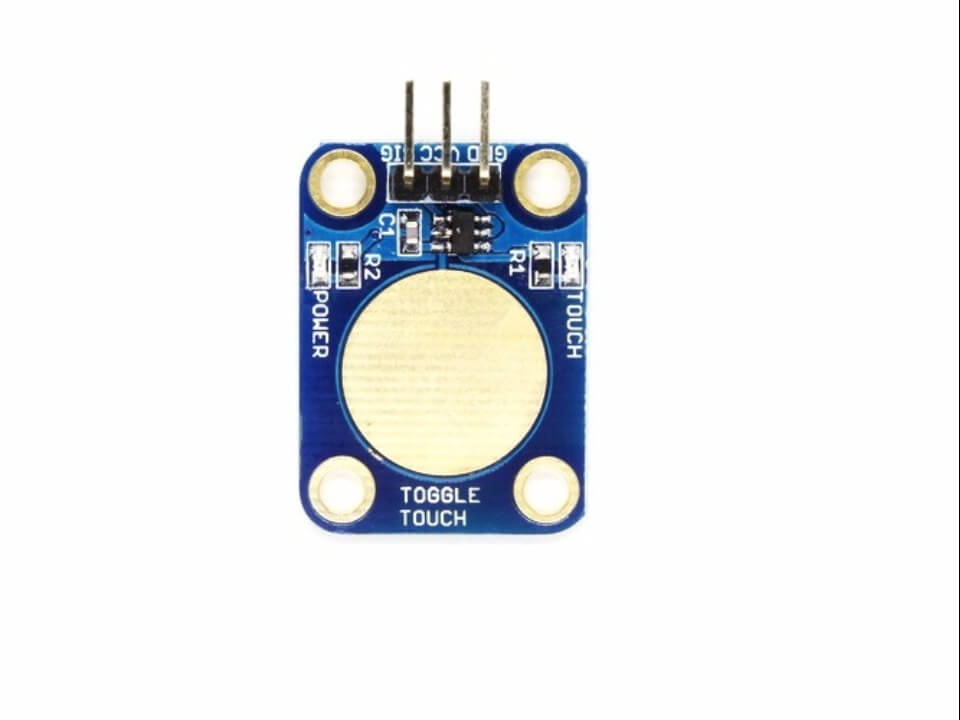 GND VCC SIG
C1
R2
R1
POWER
TOUCH
TOGGLE
TOUCH